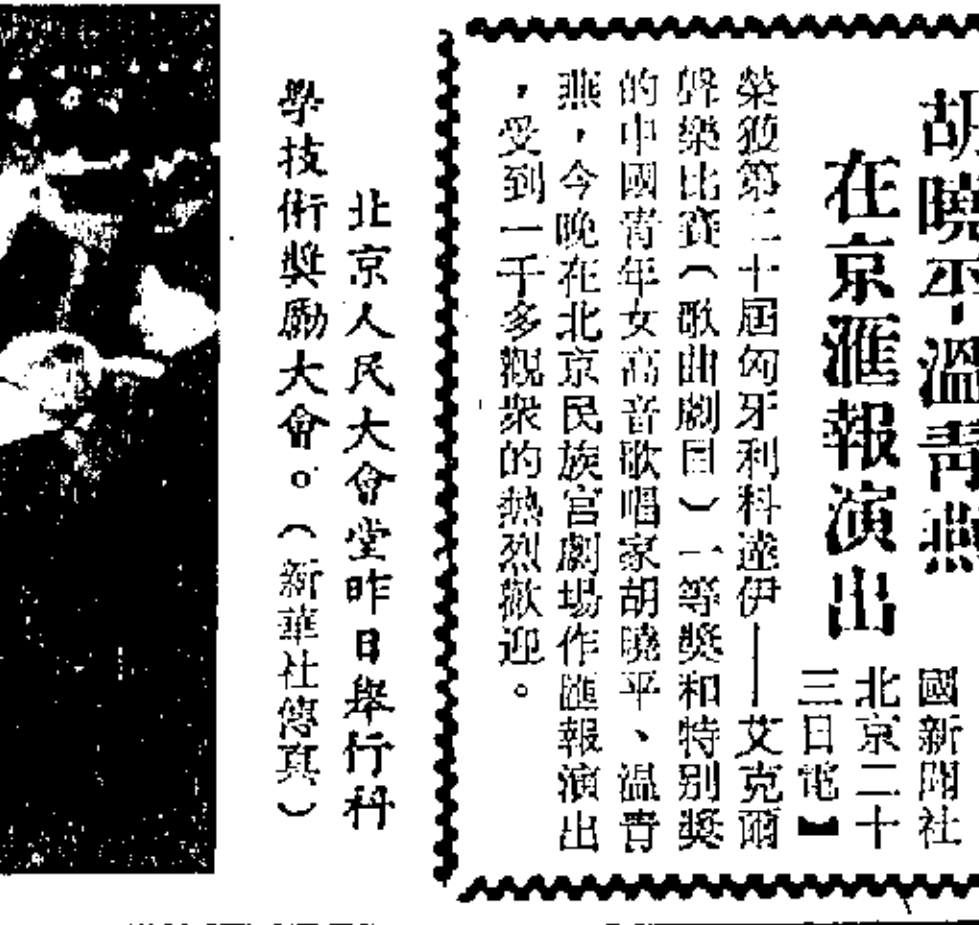 胡曉平溫青燕
在京滙報演出
國新聞社
北京二十
三日電】
榮獲第二十屆匈牙利科達伊——艾克爾
聲樂比賽（歌曲劇目）一等獎和特別獎
的中國青年女高音歌唱家胡曉平、溫青
燕，今晚在北京民族宮劇場作匯報演出
，受到一千多觀衆的熱烈歡迎。
北京人民大會堂昨日舉行科
學技術獎勵大會。（新華社傳真）